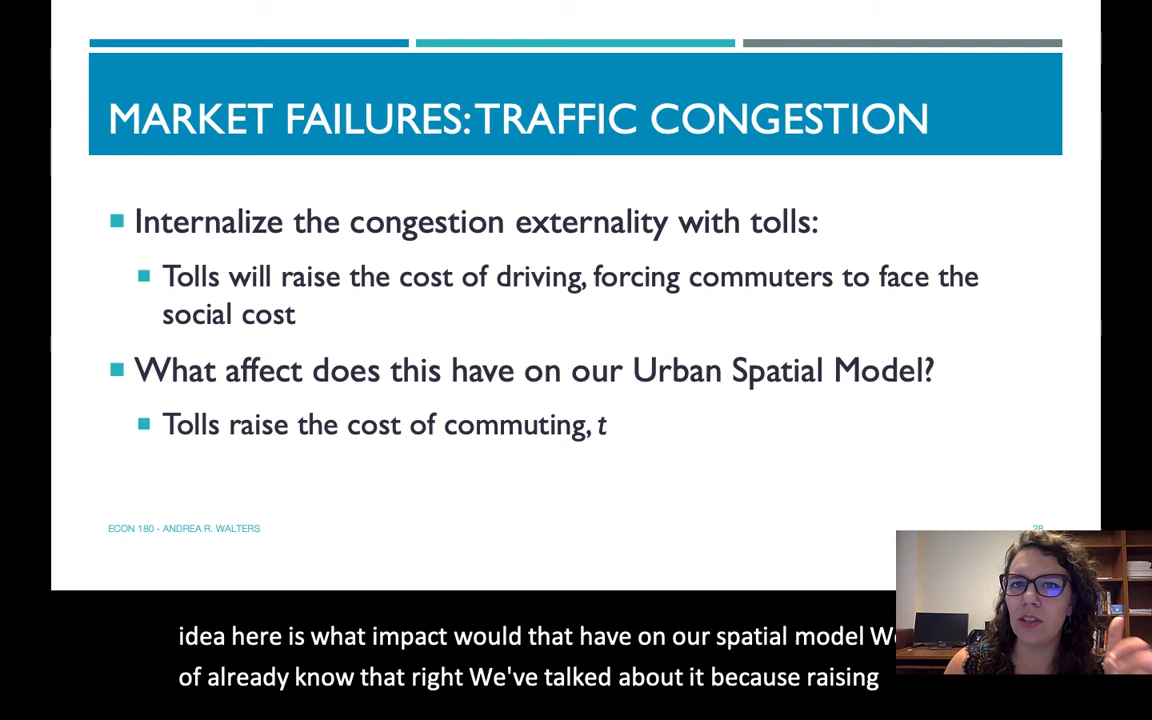 MARKET FAILURES: TRAFFIC CONGESTION
Internalize the congestion externality with tolls:
Tolls will raise the cost of driving, forcing commuters to face the
social cost
What affect does this have on our Urban Spatial Model?
Tolls raise the cost of commuting, t
ECON 180 - ANDREA R. WALTERS
28
idea here is what impact would that have on our spatial model
of already know that right We've talked about it because raising